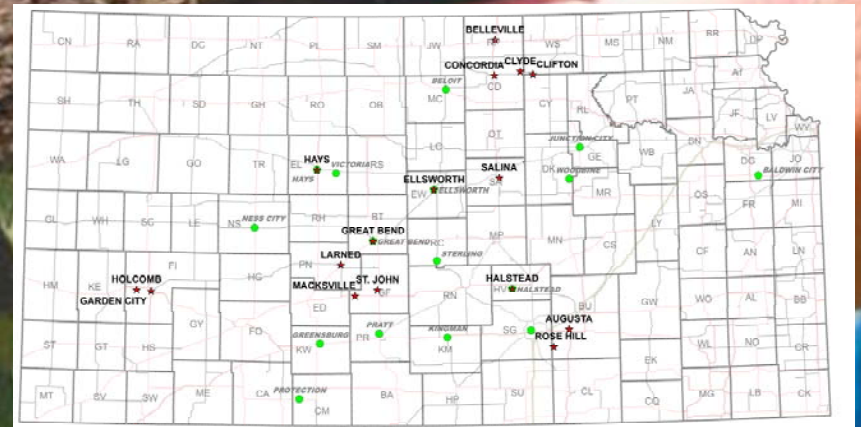 BELLEVILLE
CN RA DC NT PL SM JW WS MS NM RR DP
CONCORDIA CLYDE CLIFTON
BELOIT
SH TH SD GH RO OB MC CD CY RL PT JA AT
JF LV
LC OT WY
JUNCTION CITY
WA LG GO TR EL HAYS VICTORIA RS SALINA GE WB SN DG JO
HAYS ELLSWORTH SA DK WOODBINE BALDWIN CITY
EW ELLSWORTH MR OS FR MI
GL WH SC LE NS NESS CITY RH BT LY
GREAT BEND
GREAT BEND RC MP MN CS CF AN LN
STERLING
LARNED
HOLCOMB FI PN MACKSVILLE ST. JOHN HALSTEAD
HM KE HG SF RN HV HALSTEAD BU GW WO AL BB
GARDEN CITY GY ED
AUGUSTA
ST GT HS FD GREENSBURG PRATT KINGMAN SG ROSE HILL WL NO CR
KW PR KM EK
PROTECTION
MT SV SW ME CA CM BA HP SU CL CQ MG LB CK